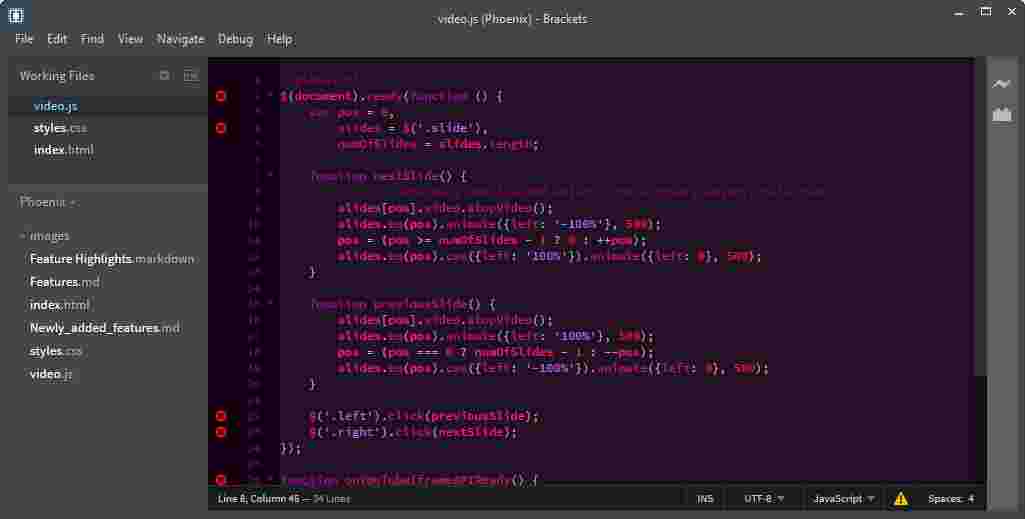 video.js (Phoenix) - Brackets
File Edit Find View Navigate Debug Help
Working Files
video.js
styles.css
index.html
Phoenix
images
Feature Highlights.markdown
Features.md
index.html
Newly_added_features.md
styles.css
video.js
$(document).ready(function () {
var pos = 0,
slides = $('.slide'),
numOfSlides = slides.length;
function nextSlide() {
slides[pos].video.stopVideo();
slides.eq(pos).animate({left: '-100%'}, 500);
pos = (pos >= numOfSlides - 1 ? 0 : ++pos);
slides.eq(pos).css({left: '100%'}).animate({left: 0}, 500);
}
function previousSlide() {
slides[pos].video.stopVideo();
slides.eq(pos).animate({left: '100%'}, 500);
pos = (pos === 0 ? numOfSlides - 1 : --pos);
slides.eq(pos).css({left: '-100%'}).animate({left: 0}, 500);
}
$('.left').click(previousSlide);
$('.right').click(nextSlide);
});
function onYouTubeIframeAPIReady() {
Line 8, Column 45 — 34 Lines INS UTF-8 JavaScript Spaces: 4